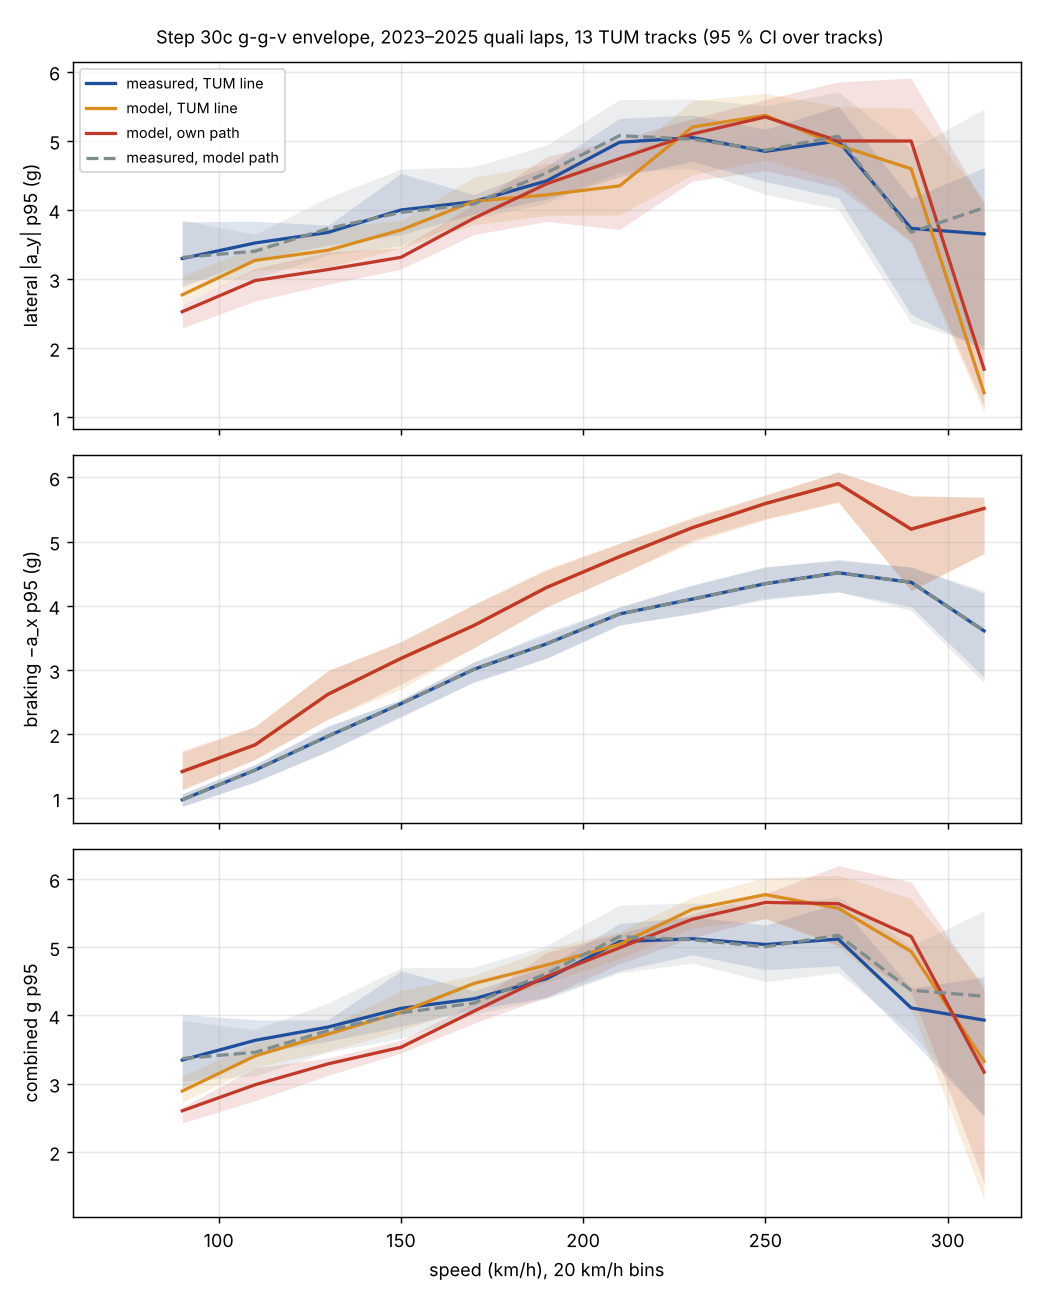 Step 30c g-g-v envelope, 2023–2025 quali laps, 13 TUM tracks (95 % CI over tracks)
measured, TUM line
model, TUM line
model, own path
measured, model path
lateral |a_y| p95 (g)
6
5
4
3
2
1
braking −a_x p95 (g)
6
5
4
3
2
1
combined g p95
6
5
4
3
2
100
150
200
250
300
speed (km/h), 20 km/h bins